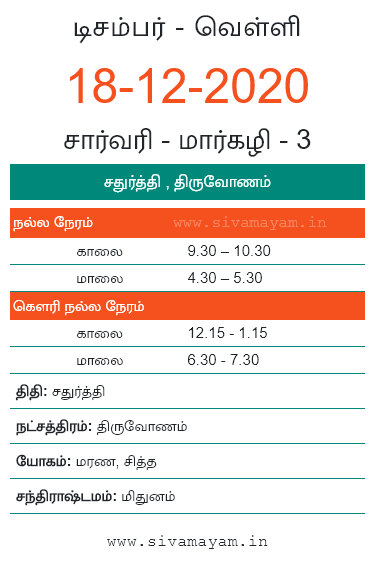 டிசம்பர் - வெள்ளி
18-12-2020
சார்வரி - மார்கழி - 3
சதுர்த்தி , திருவோணம்
நல்ல நேரம் www.sivamayam.in
காலை 9.30 – 10.30
மாலை 4.30 – 5.30
கௌரி நல்ல நேரம்
காலை 12.15 - 1.15
மாலை 6.30 - 7.30
திதி: சதுர்த்தி
நட்சத்திரம்: திருவோணம்
யோகம்: மரண, சித்த
சந்திராஷ்டமம்: மிதுனம்
www.sivamayam.in